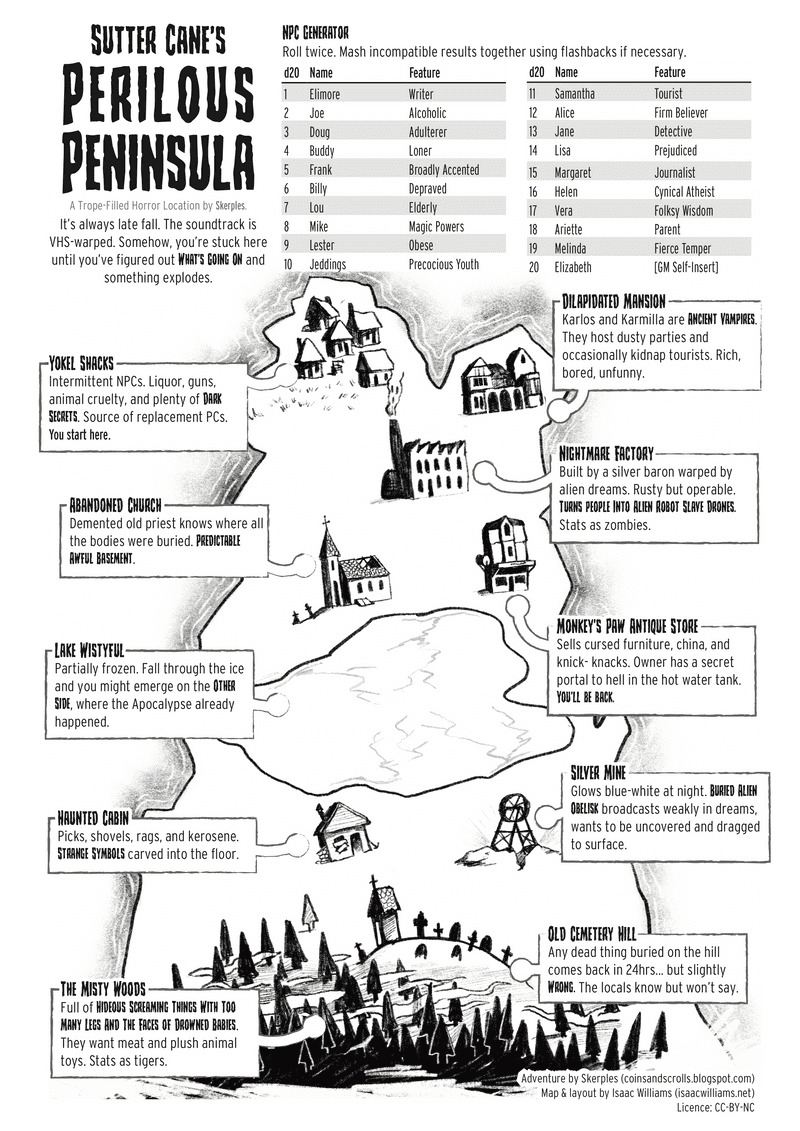 SUTTER CANE'S
PERILOUS
PENINSULA
A Trope-Filled Horror Location by Skerples.
It's always late fall. The soundtrack is
VHS-warped. Somehow, you're stuck here
until you've figured out WHAT'S GOING ON and
something explodes.
NPC GENERATOR
Roll twice. Mash incompatible results together using flashbacks if necessary.
d20 Name Feature
1 Elimore Writer
2 Joe Alcoholic
3 Doug Adulterer
4 Buddy Loner
5 Frank Broadly Accented
6 Billy Depraved
7 Lou Elderly
8 Mike Magic Powers
9 Lester Obese
10 Jeddings Precocious Youth
d20 Name Feature
11 Samantha Tourist
12 Alice Firm Believer
13 Jane Detective
14 Lisa Prejudiced
15 Margaret Journalist
16 Helen Cynical Atheist
17 Vera Folksy Wisdom
18 Ariette Parent
19 Melinda Fierce Temper
20 Elizabeth [GM Self-Insert]
DILAPIDATED MANSION
Karlos and Karmilla are ANCIENT VAMPIRES.
They host dusty parties and
occasionally kidnap tourists. Rich,
bored, unfunny.
YOKEL SHACKS
Intermittent NPCs. Liquor, guns,
animal cruelty, and plenty of DARK
SECRETS. Source of replacement PCs.
You start here.
NIGHTMARE FACTORY
Built by a silver baron warped by
alien dreams. Rusty but operable.
TURNS PEOPLE INTO ALIEN ROBOT SLAVE DRONES.
Stats as zombies.
ABANDONED CHURCH
Demented old priest knows where all
the bodies were buried. PREDICTABLE
AWFUL BASEMENT.
MONKEY'S PAW ANTIQUE STORE
Sells cursed furniture, china, and
knick- knacks. Owner has a secret
portal to hell in the hot water tank.
YOU'LL BE BACK.
LAKE WISTYFUL
Partially frozen. Fall through the ice
and you might emerge on the OTHER
SIDE, where the Apocalypse already
happened.
SILVER MINE
Glows blue-white at night. BURIED ALIEN
OBELISK broadcasts weakly in dreams,
wants to be uncovered and dragged
to surface.
HAUNTED CABIN
Picks, shovels, rags, and kerosene.
STRANGE SYMBOLS carved into the floor.
OLD CEMETERY HILL
Any dead thing buried on the hill
comes back in 24hrs... but slightly
WRONG. The locals know but won't say.
THE MISTY WOODS
Full of HIDEOUS SCREAMING THINGS WITH TOO
MANY LEGS AND THE FACES OF DROWNED BABIES.
They want meat and plush animal
toys. Stats as tigers.
Adventure by Skerples (coinsandscrolls.blogspot.com)
Map & layout by Isaac Williams (isaacwilliams.net)
Licence: CC-BY-NC